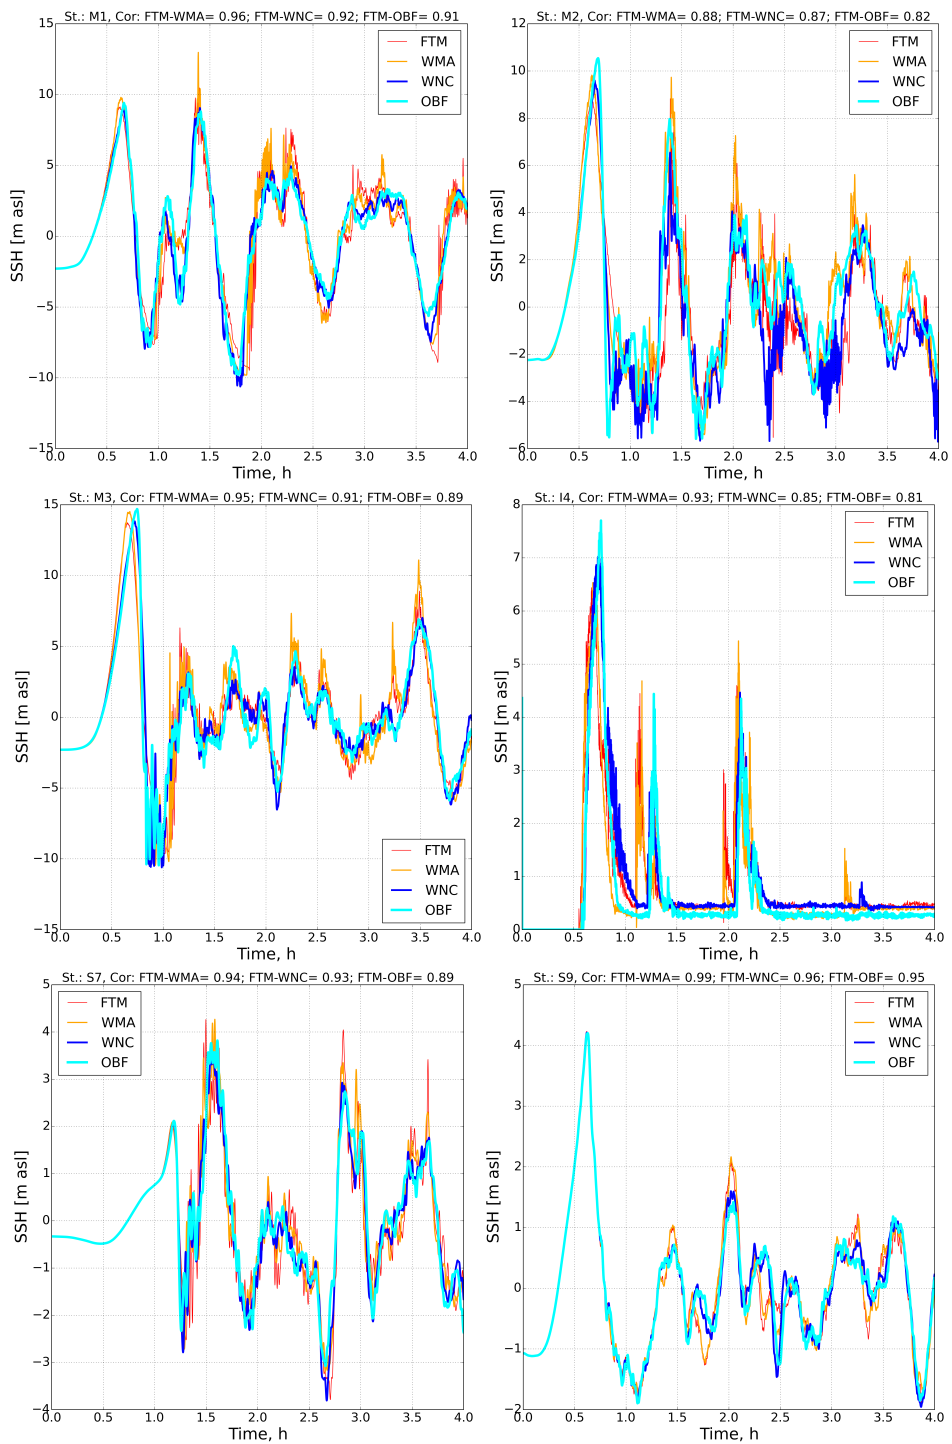 St.: M1, Cor: FTM-WMA= 0.96; FTM-WNC= 0.92; FTM-OBF= 0.91
15
10
5
0
−5
−10
−15
SSH [m asl]
FTM
WMA
WNC
OBF
0.0 0.5 1.0 1.5 2.0 2.5 3.0 3.5 4.0
Time, h
St.: M2, Cor: FTM-WMA= 0.88; FTM-WNC= 0.87; FTM-OBF= 0.82
12
10
8
6
4
2
0
−2
−4
−6
SSH [m asl]
FTM
WMA
WNC
OBF
0.0 0.5 1.0 1.5 2.0 2.5 3.0 3.5 4.0
Time, h
St.: M3, Cor: FTM-WMA= 0.95; FTM-WNC= 0.91; FTM-OBF= 0.89
15
10
5
0
−5
−10
−15
SSH [m asl]
FTM
WMA
WNC
OBF
0.0 0.5 1.0 1.5 2.0 2.5 3.0 3.5 4.0
Time, h
St.: I4, Cor: FTM-WMA= 0.93; FTM-WNC= 0.85; FTM-OBF= 0.81
8
7
6
5
4
3
2
1
0
SSH [m asl]
FTM
WMA
WNC
OBF
0.0 0.5 1.0 1.5 2.0 2.5 3.0 3.5 4.0
Time, h
St.: S7, Cor: FTM-WMA= 0.94; FTM-WNC= 0.93; FTM-OBF= 0.89
5
4
3
2
1
0
−1
−2
−3
−4
SSH [m asl]
FTM
WMA
WNC
OBF
0.0 0.5 1.0 1.5 2.0 2.5 3.0 3.5 4.0
Time, h
St.: S9, Cor: FTM-WMA= 0.99; FTM-WNC= 0.96; FTM-OBF= 0.95
5
4
3
2
1
0
−1
−2
SSH [m asl]
FTM
WMA
WNC
OBF
0.0 0.5 1.0 1.5 2.0 2.5 3.0 3.5 4.0
Time, h